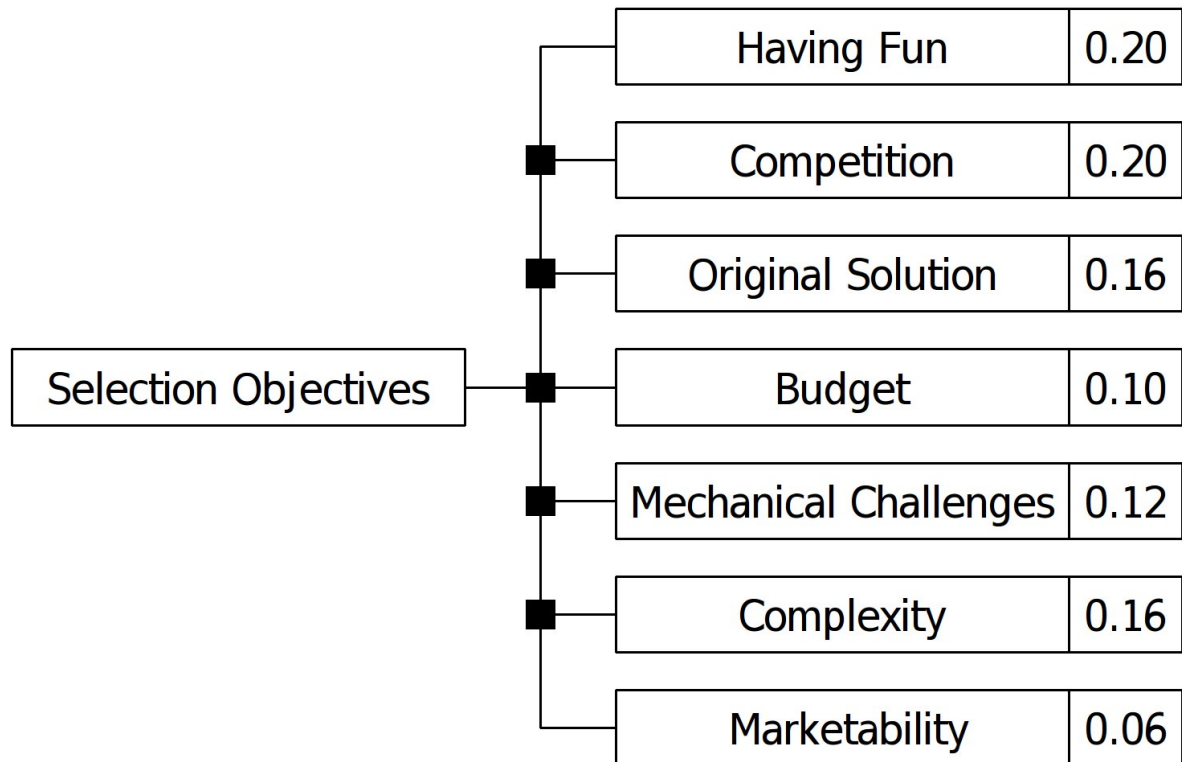 Having Fun 0.20
Competition 0.20
Original Solution 0.16
Selection Objectives
Budget 0.10
Mechanical Challenges 0.12
Complexity 0.16
Marketability 0.06